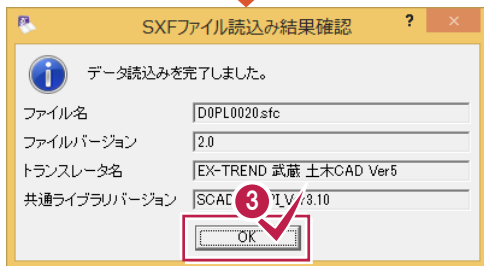 SXFファイル読込み結果確認
データ読込みを完了しました。
ファイル名 D0PL0020.sfc
ファイルバージョン 2.0
トランスレータ名 EX-TREND 武蔵 土木CAD Ver5
共通ライブラリバージョン 3.10
3
OK